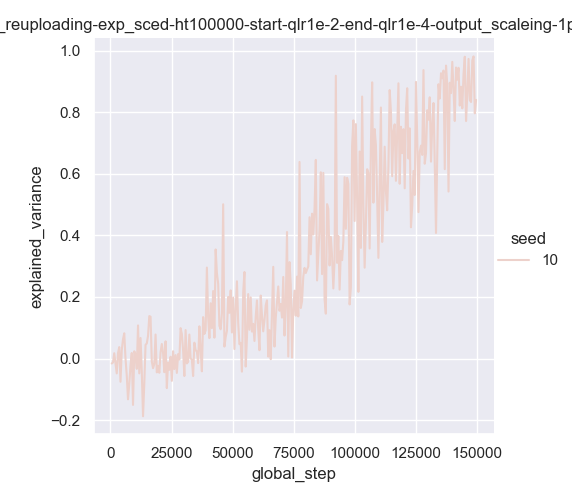 _reuploading-exp_sced-ht100000-start-qlr1e-2-end-qlr1e-4-output_scaleing-1p
1.0
0.8
0.6
0.4
0.2
0.0
−0.2
explained_variance
0 25000 50000 75000 100000 125000 150000
global_step
seed
10